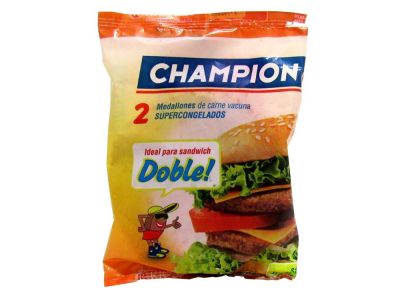 CHAMPION
2 Medallones de carne vacuna
SUPERCONGELADOS
Ideal para sandwich
Doble!